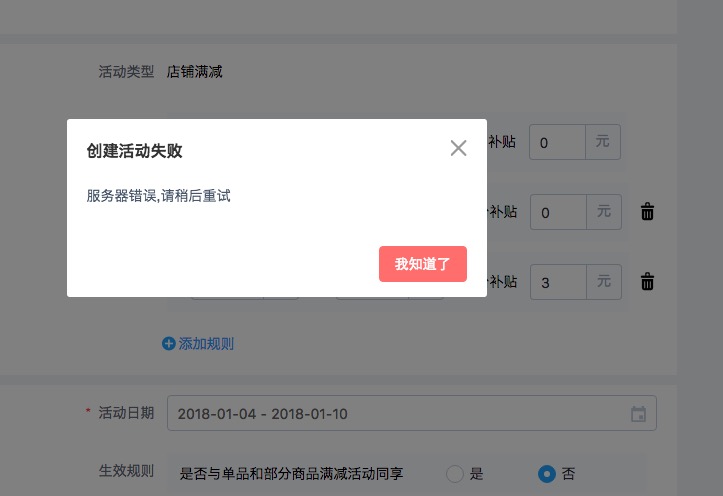 活动类型 店铺满减
创建活动失败
补贴 0 元
服务器错误,请稍后重试
补贴 0 元
我知道了
补贴 3 元
添加规则
* 活动日期 2018-01-04 - 2018-01-10
生效规则 是否与单品和部分商品满减活动同享 是 否